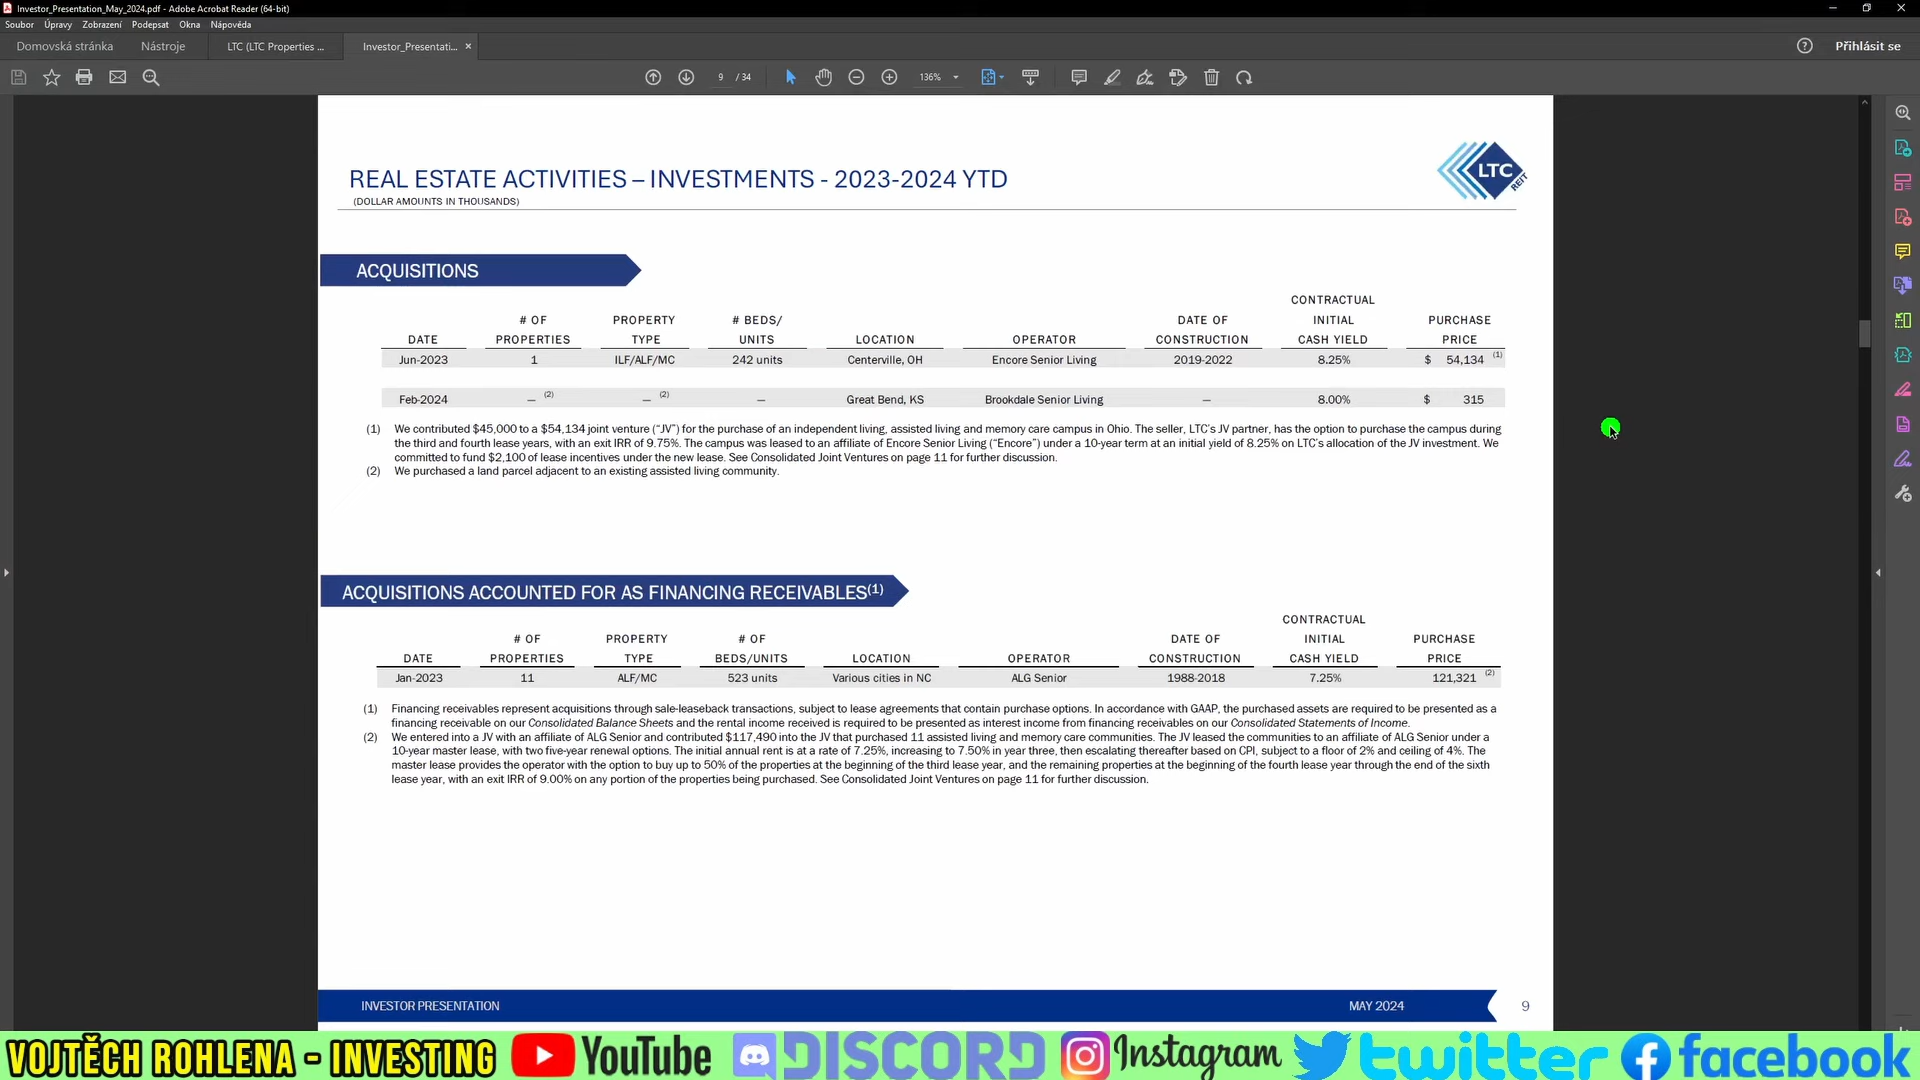 Investor_Presentation_May_2024.pdf - Adobe Acrobat Reader (64-bit)
Soubor Úpravy Zobrazení Podepsat Okna Nápověda
Domovská stránka Nástroje LTC (LTC Properties ... Investor_Presentati... × Přihlásit se
9 / 34 136%
REAL ESTATE ACTIVITIES – INVESTMENTS - 2023-2024 YTD
(DOLLAR AMOUNTS IN THOUSANDS)
LTC
REIT
ACQUISITIONS
CONTRACTUAL
# OF PROPERTY # BEDS/ DATE OF INITIAL PURCHASE
DATE PROPERTIES TYPE UNITS LOCATION OPERATOR CONSTRUCTION CASH YIELD PRICE
Jun-2023 1 ILF/ALF/MC 242 units Centerville, OH Encore Senior Living 2019-2022 8.25% $ 54,134 (1)
Feb-2024 — (2) — (2) — Great Bend, KS Brookdale Senior Living — 8.00% $ 315
(1) We contributed $45,000 to a $54,134 joint venture (“JV”) for the purchase of an independent living, assisted living and memory care campus in Ohio. The seller, LTC’s JV partner, has the option to purchase the campus during
the third and fourth lease years, with an exit IRR of 9.75%. The campus was leased to an affiliate of Encore Senior Living (“Encore”) under a 10-year term at an initial yield of 8.25% on LTC’s allocation of the JV investment. We
committed to fund $2,100 of lease incentives under the new lease. See Consolidated Joint Ventures on page 11 for further discussion.
(2) We purchased a land parcel adjacent to an existing assisted living community.
ACQUISITIONS ACCOUNTED FOR AS FINANCING RECEIVABLES(1)
CONTRACTUAL
# OF PROPERTY # OF DATE OF INITIAL PURCHASE
DATE PROPERTIES TYPE BEDS/UNITS LOCATION OPERATOR CONSTRUCTION CASH YIELD PRICE
Jan-2023 11 ALF/MC 523 units Various cities in NC ALG Senior 1988-2018 7.25% 121,321 (2)
(1) Financing receivables represent acquisitions through sale-leaseback transactions, subject to lease agreements that contain purchase options. In accordance with GAAP, the purchased assets are required to be presented as a
financing receivable on our Consolidated Balance Sheets and the rental income received is required to be presented as interest income from financing receivables on our Consolidated Statements of Income.
(2) We entered into a JV with an affiliate of ALG Senior and contributed $117,490 into the JV that purchased 11 assisted living and memory care communities. The JV leased the communities to an affiliate of ALG Senior under a
10-year master lease, with two five-year renewal options. The initial annual rent is at a rate of 7.25%, increasing to 7.50% in year three, then escalating thereafter based on CPI, subject to a floor of 2% and ceiling of 4%. The
master lease provides the operator with the option to buy up to 50% of the properties at the beginning of the third lease year, and the remaining properties at the beginning of the fourth lease year through the end of the sixth
lease year, with an exit IRR of 9.00% on any portion of the properties being purchased. See Consolidated Joint Ventures on page 11 for further discussion.
INVESTOR PRESENTATION MAY 2024 9
VOJTĚCH ROHLENA - INVESTING YouTube DISCORD Instagram twitter facebook